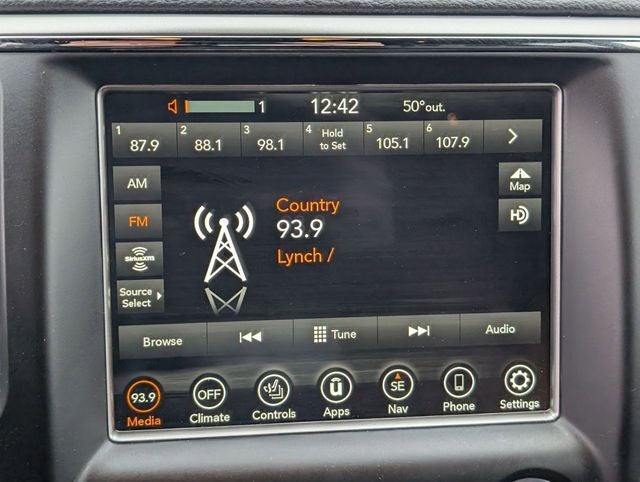 1 12:42 50°out.
1 87.9 2 88.1 3 98.1 4 Hold to Set 5 105.1 6 107.9 >
AM
Map
FM
HD
SiriusXM
Source
Select
Country
93.9
Lynch /
Browse Tune Audio
93.9 OFF u SE
Media Climate Controls Apps Nav Phone Settings